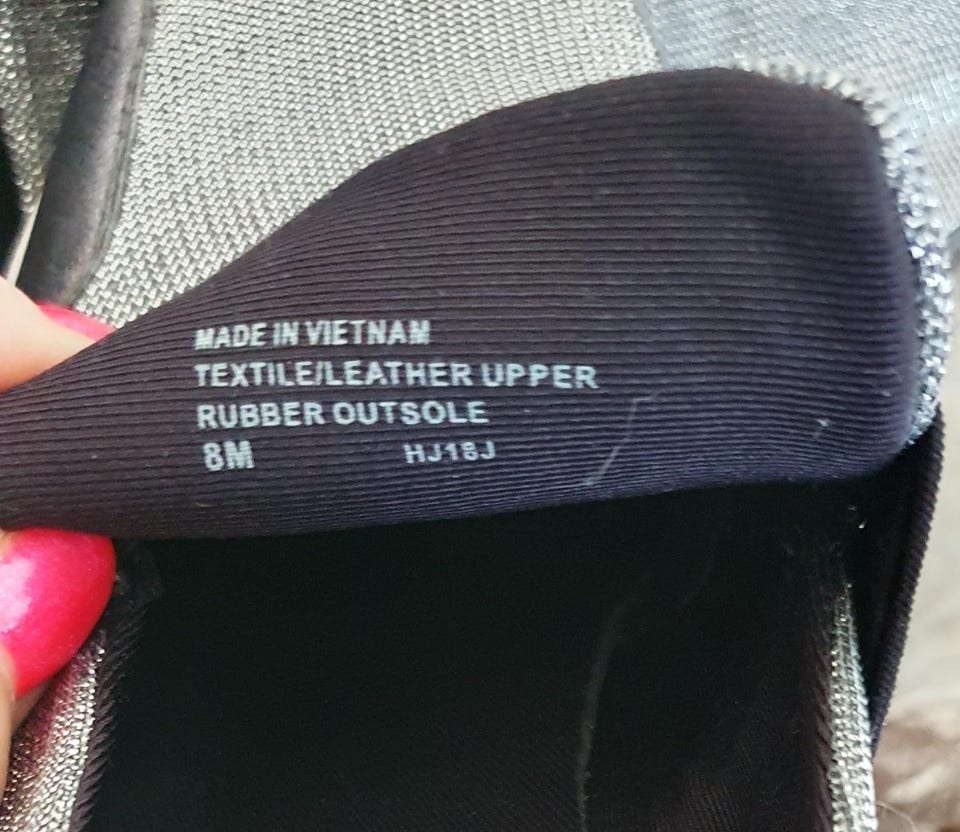 MADE IN VIETNAM
TEXTILE/LEATHER UPPER
RUBBER OUTSOLE
8M HJ18J